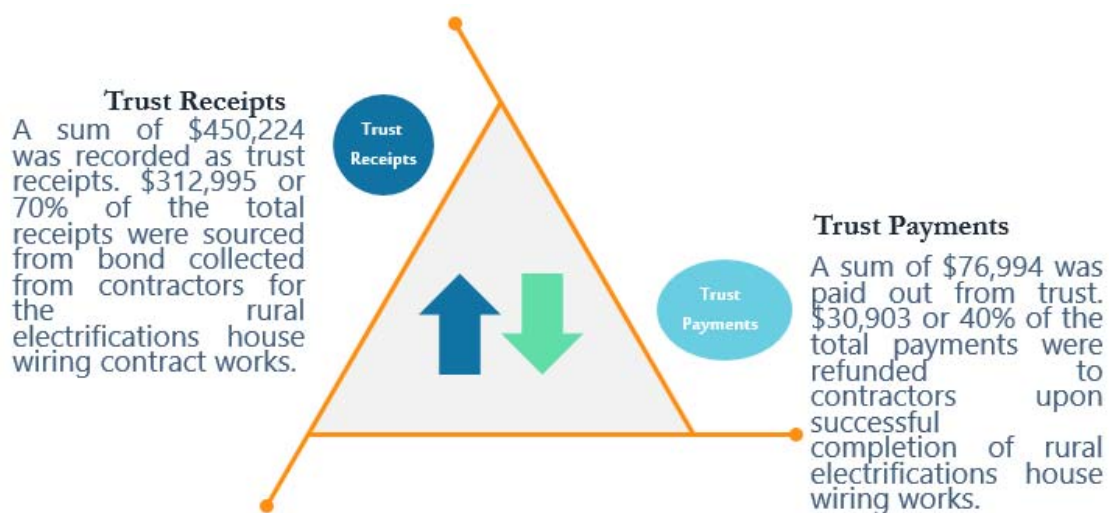 Trust Receipts
A sum of $450,224
was recorded as trust
receipts. $312,995 or
70% of the total
receipts were sourced
from bond collected
from contractors for
the rural
electrifications house
wiring contract works.
Trust
Receipts
Trust
Payments
Trust Payments
A sum of $76,994 was
paid out from trust.
$30,903 or 40% of the
total payments were
refunded to
contractors upon
successful
completion of rural
electrifications house
wiring works.